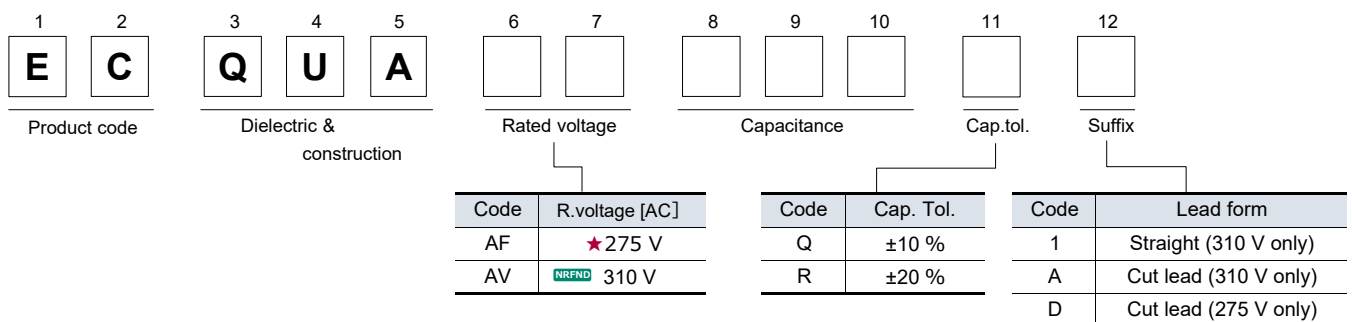 1 2 3 4 5 6 7 8 9 10 11 12
E C Q U A
Product code Dielectric & Rated voltage Capacitance Cap.tol. Suffix
construction
Code R.voltage [AC] Code Cap. Tol. Code Lead form
AF ★275 V Q ±10 % 1 Straight (310 V only)
AV NRFND 310 V R ±20 % A Cut lead (310 V only)
D Cut lead (275 V only)